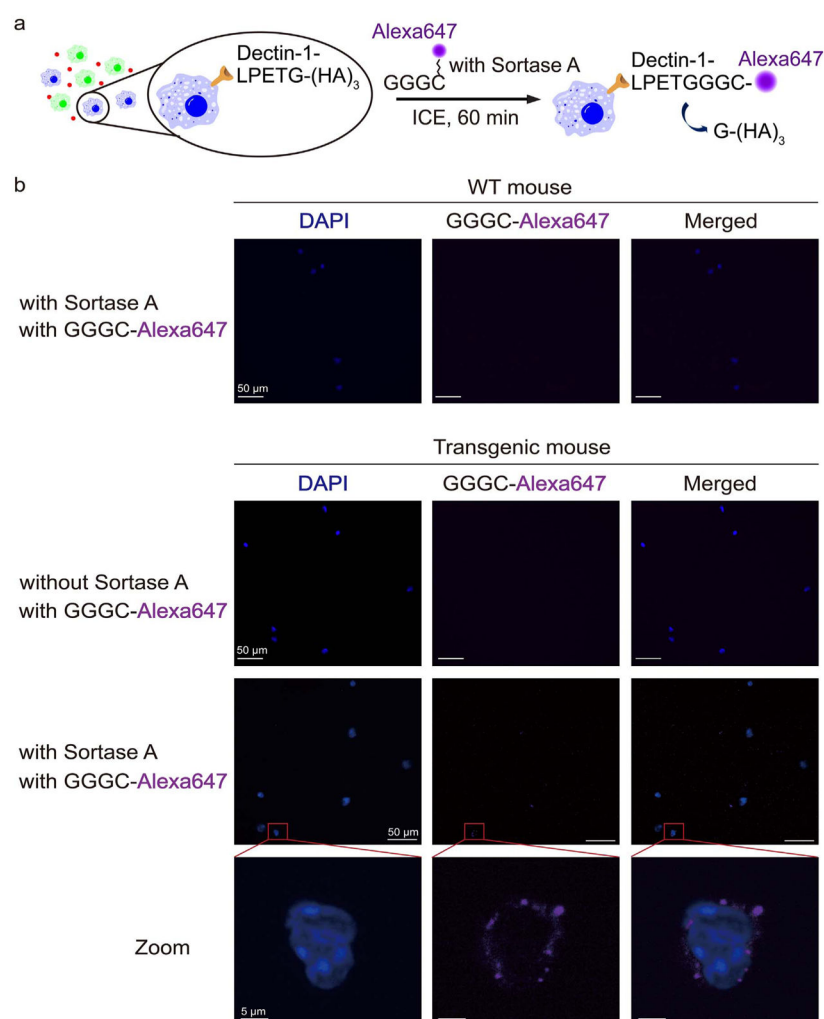 a
Alexa647
Dectin-1-
LPETG-(HA)₃
GGGC
with Sortase A
ICE, 60 min
Dectin-1-
LPETGGGC-
Alexa647
G-(HA)₃
b
WT mouse
DAPI
GGGC-Alexa647
Merged
with Sortase A
with GGGC-Alexa647
50 µm
Transgenic mouse
DAPI
GGGC-Alexa647
Merged
without Sortase A
with GGGC-Alexa647
50 µm
with Sortase A
with GGGC-Alexa647
50 µm
Zoom
5 µm